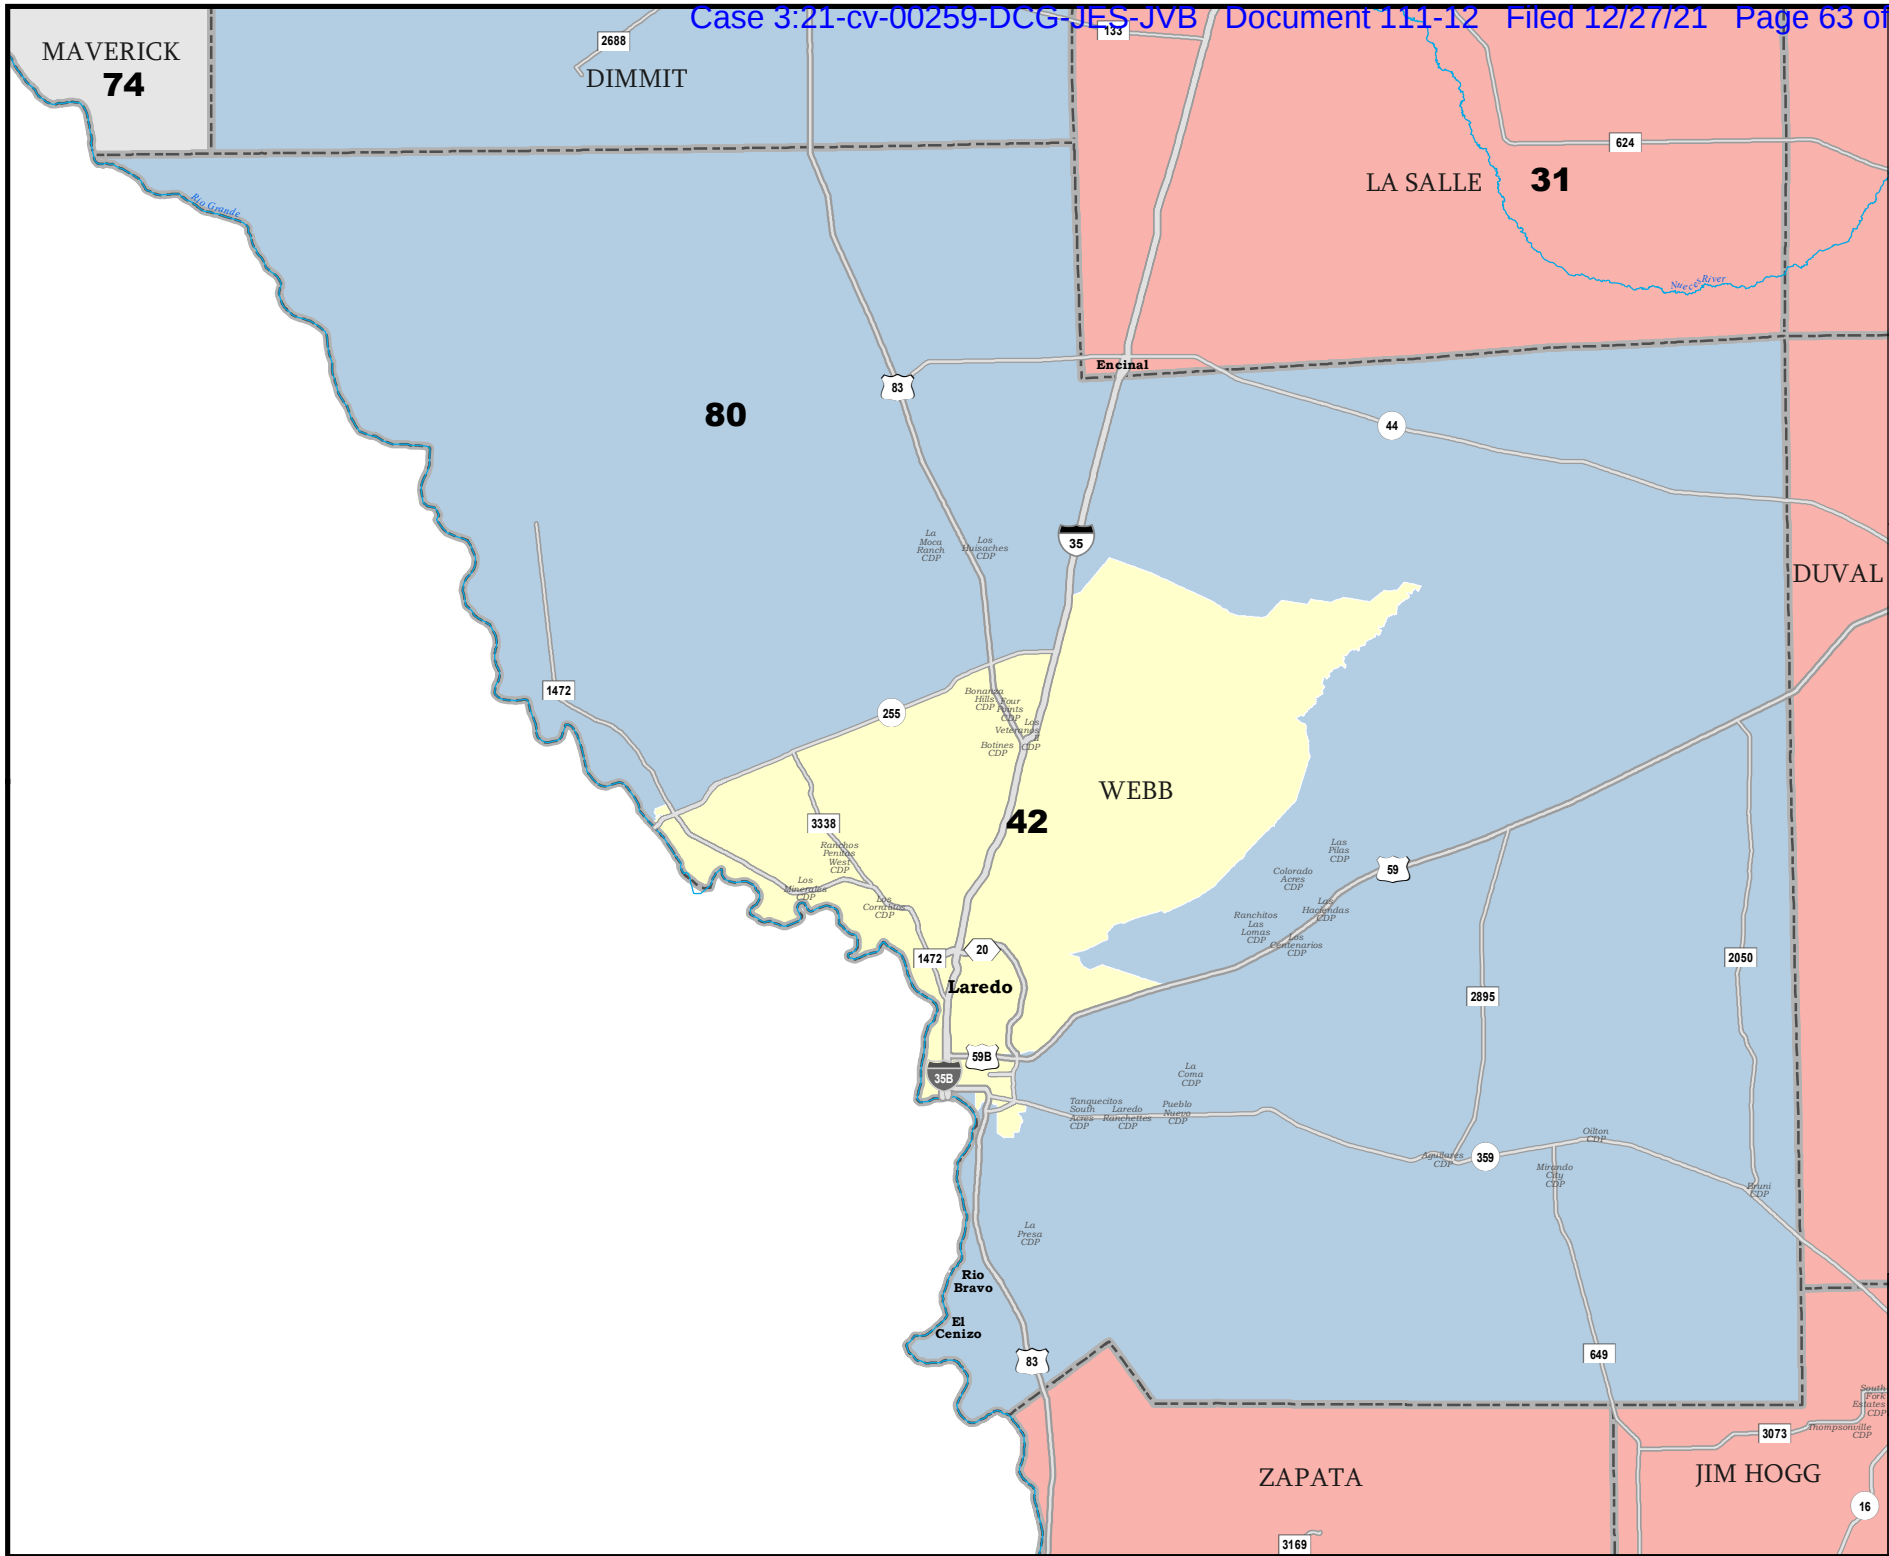 Case 3:21-cv-00259-DCG-JES-JVB Document 111-12 Filed 12/27/21 Page 63 of
MAVERICK
74
2688
DIMMIT
133
624
LA SALLE
31
Rio Grande
Nueces River
Encinal
83
80
44
La
Moca
Ranch
CDP
Los
Huisaches
CDP
35
DUVAL
1472
255
Bonanza
Hills
CDP
Four
Points
CDP
Los
Veteranos
II
CDP
Botines
CDP
WEBB
42
3338
Ranchos
Penitas
West
CDP
Los
Minerales
CDP
Los
Corralitos
CDP
Las
Pilas
CDP
Colorado
Acres
CDP
59
Las
Haciendas
CDP
Ranchitos
Las
Lomas
CDP
Los
Centenarios
CDP
1472
20
2050
Laredo
2895
59B
35B
La
Coma
CDP
Tanquecitos
South
Acres
CDP
Laredo
Ranchettes
CDP
Pueblo
Nuevo
CDP
Oilton
CDP
Aguilares
CDP
359
Mirando
City
CDP
Bruni
CDP
La
Presa
CDP
Rio
Bravo
El
Cenizo
83
649
South
Fork
Estates
CDP
Thompsonville
CDP
3073
ZAPATA
JIM HOGG
16
3169